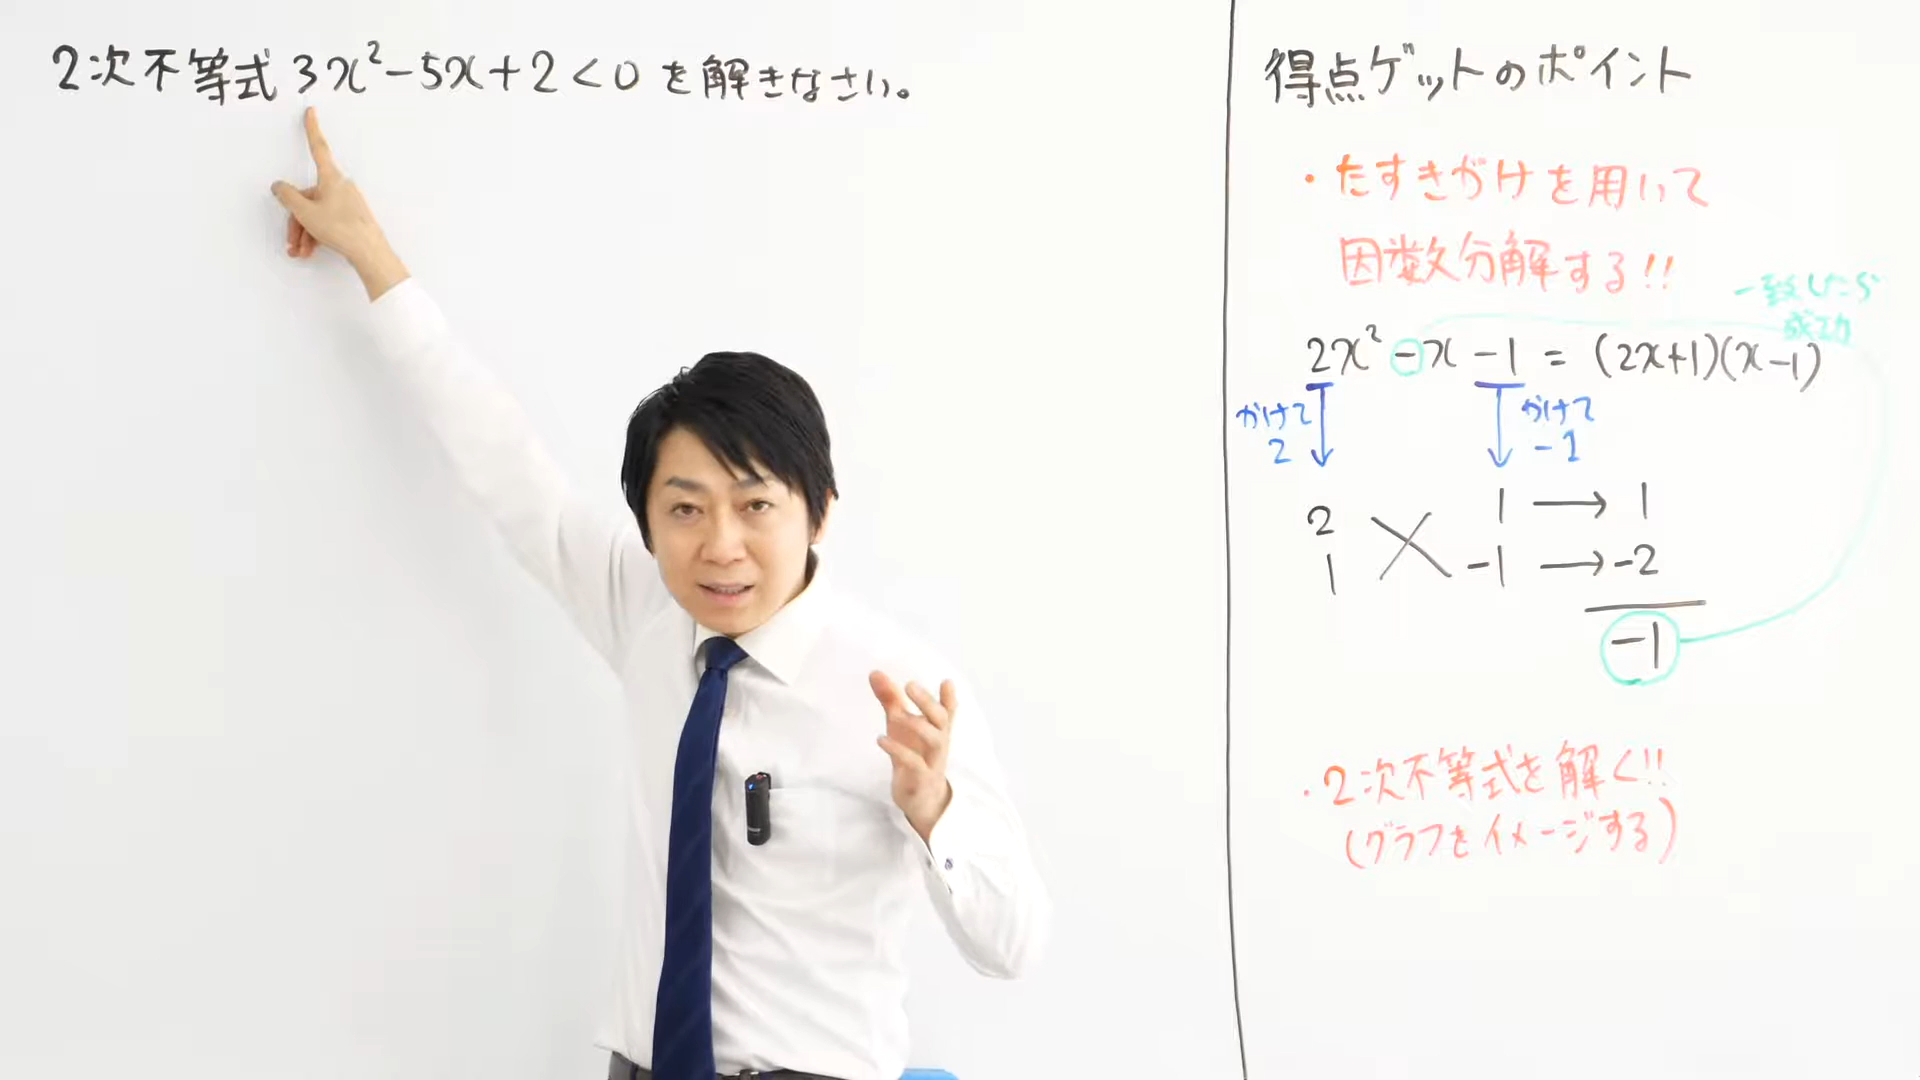 2次不等式 3x²-5x+2<0 を解きなさい。
得点ゲットのポイント
・たすきがけを用いて
因数分解する!!
一致したら
成功
2x²-x-1=(2x+1)(x-1)
かけて かけて
2 -1
2 1 → 1
1 -1 → -2
-1
・2次不等式を解く!!
(グラフをイメージする)